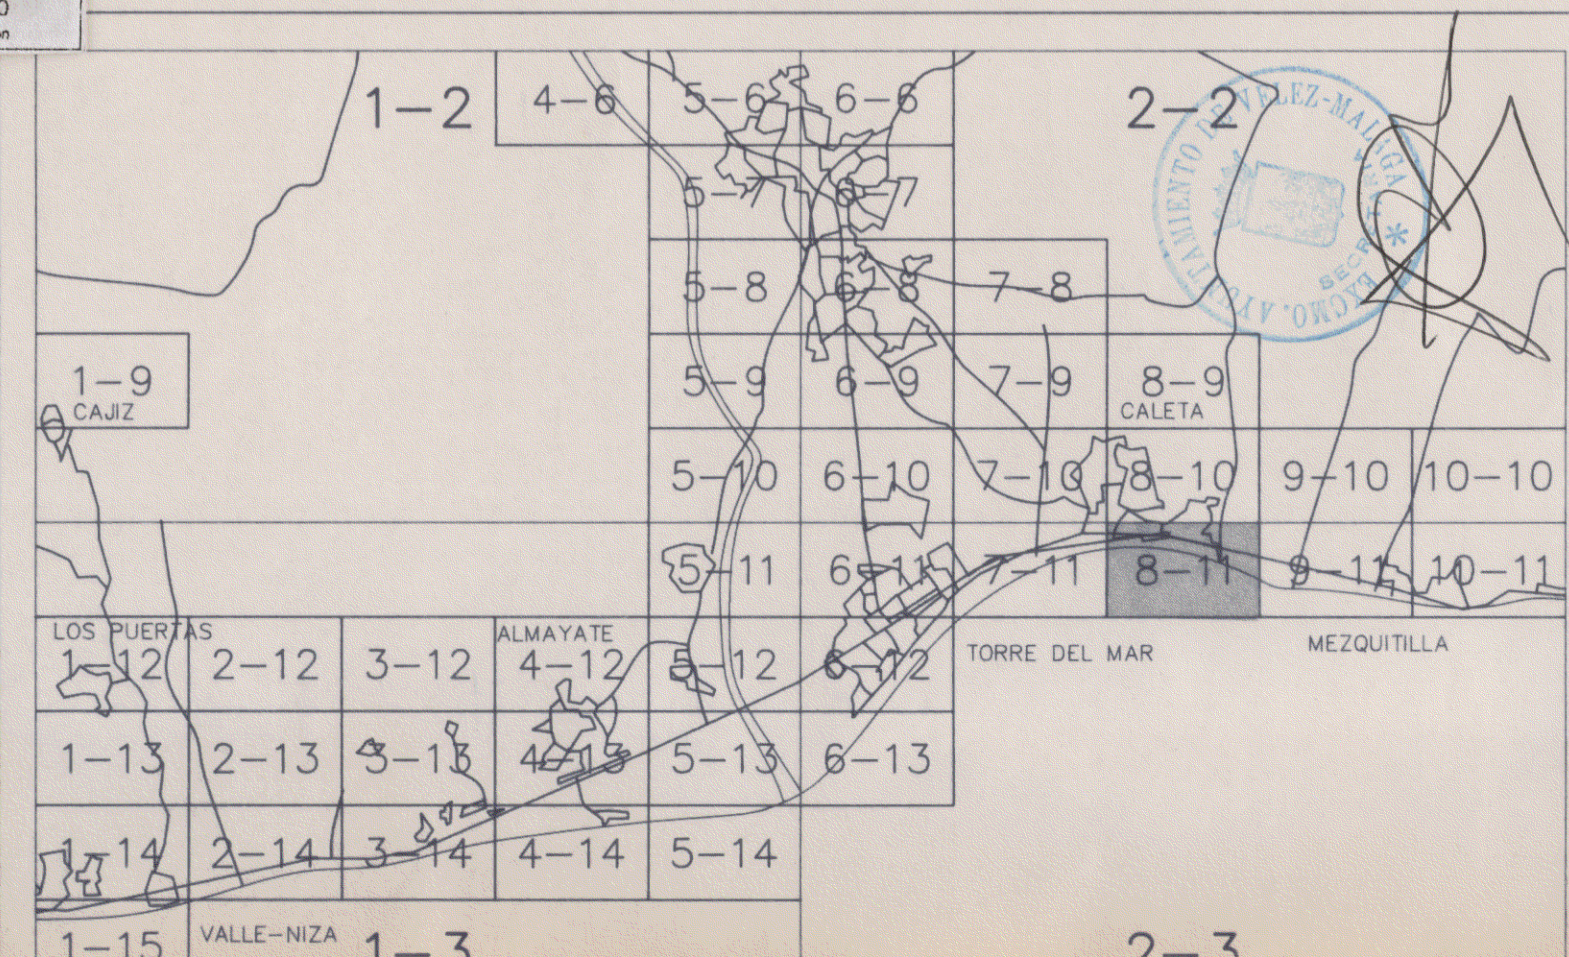 1-2 4-6 5-6 6-6 2-2
5-7 6-7
5-8 6-8 7-8
1-9 5-9 6-9 7-9 8-9
CAJIZ CALETA
5-10 6-10 7-10 8-10 9-10 10-10
5-11 6-11 7-11 8-11 9-11 10-11
LOS PUERTAS ALMAYATE
1-12 2-12 3-12 4-12 5-12 6-12 TORRE DEL MAR MEZQUITILLA
1-13 2-13 3-13 4-13 5-13 6-13
1-14 2-14 3-14 4-14 5-14
1-15 VALLE-NIZA 1-3 2-3
EXCMO. AYUNTAMIENTO DE VELEZ-MALAGA
SECRETARIA